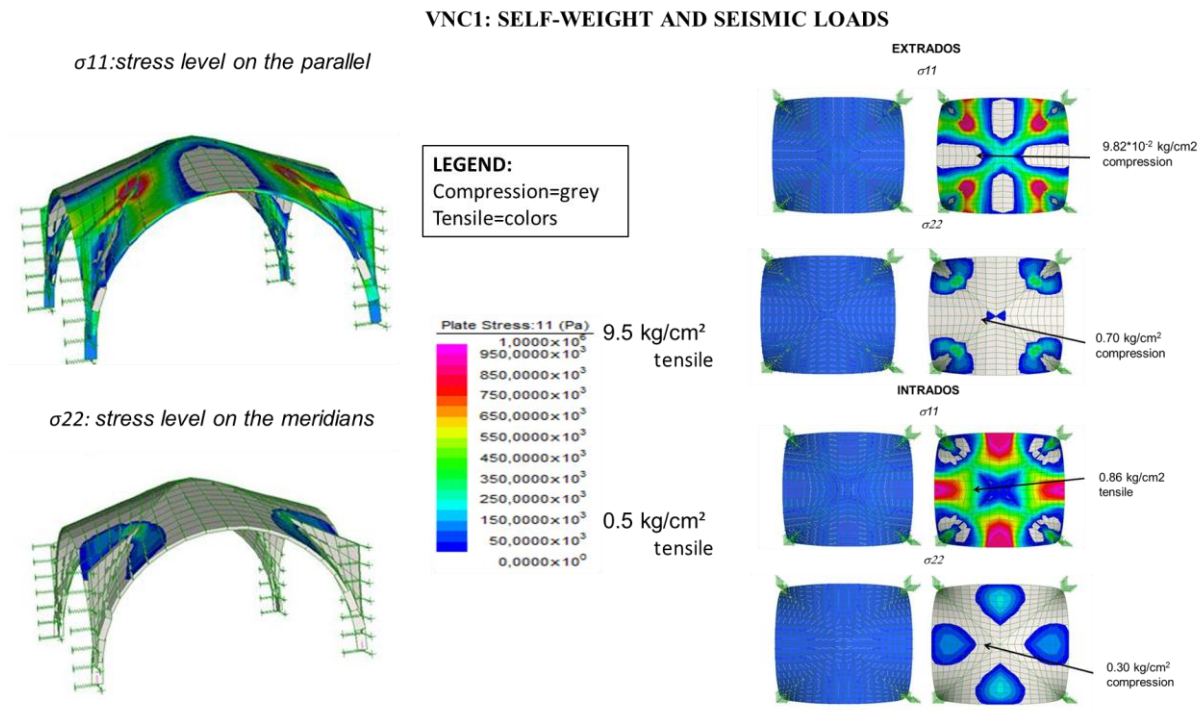 VNC1: SELF-WEIGHT AND SEISMIC LOADS
σ11:stress level on the parallel
LEGEND:
Compression=grey
Tensile=colors
σ22: stress level on the meridians
Plate Stress:11 (Pa)
1,0000x10⁶
950,0000x10³
850,0000x10³
750,0000x10³
650,0000x10³
550,0000x10³
450,0000x10³
350,0000x10³
250,0000x10³
150,0000x10³
50,0000x10³
0,0000x10⁰
9.5 kg/cm²
tensile
0.5 kg/cm²
tensile
EXTRADOS
σ11
9.82*10⁻² kg/cm2
compression
σ22
0.70 kg/cm²
compression
INTRADOS
σ11
0.86 kg/cm2
tensile
σ22
0.30 kg/cm²
compression